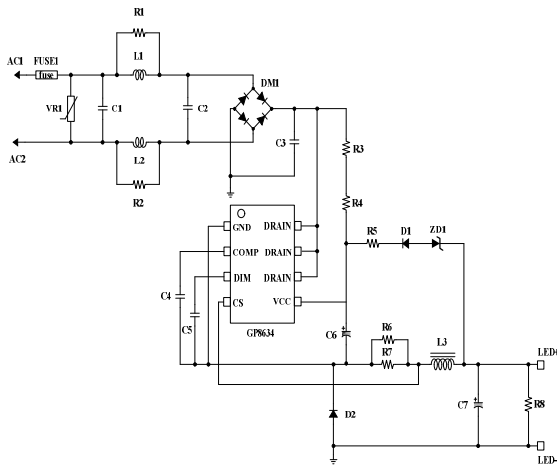 R1
AC1
FUSE1
fuse
L1
DM1
VR1
C1
C2
C3
AC2
L2
R2
R3
R4
GND
DRAIN
COMP
DRAIN
DIM
DRAIN
CS
VCC
GP8634
C4
C5
R5
D1
ZD1
C6
R6
R7
L3
LED+
C7
R8
D2
LED-